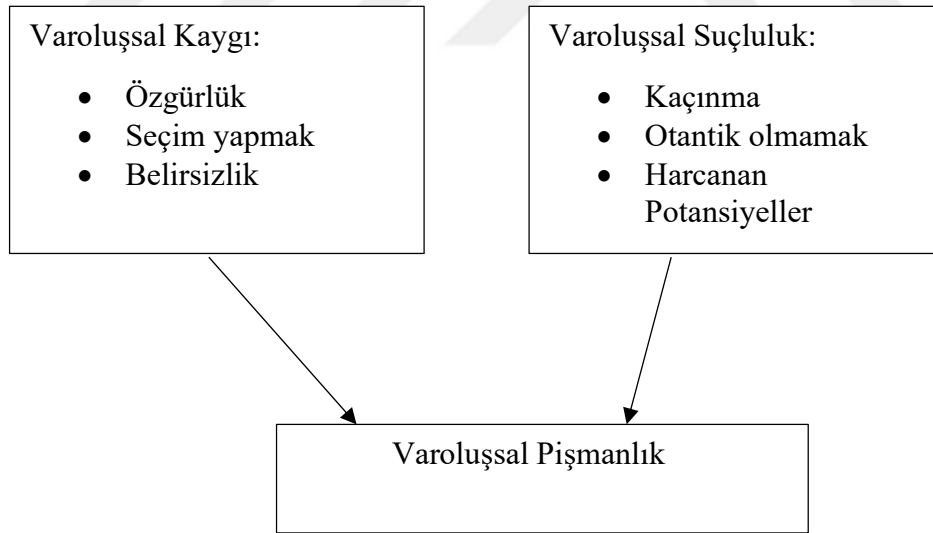 Varoluşsal Kaygı:
• Özgürlük
• Seçim yapmak
• Belirsizlik
Varoluşsal Suçluluk:
• Kaçınma
• Otantik olmamak
• Harcanan
Potansiyeller
Varoluşsal Pişmanlık